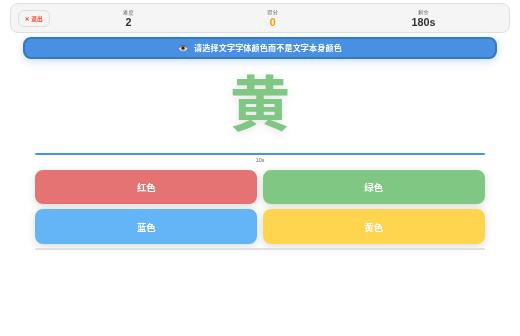 × 退出
难度
2
得分
0
剩余
180s
请选择文字字体颜色而不是文字本身颜色
黄
10s
红色
绿色
蓝色
黄色